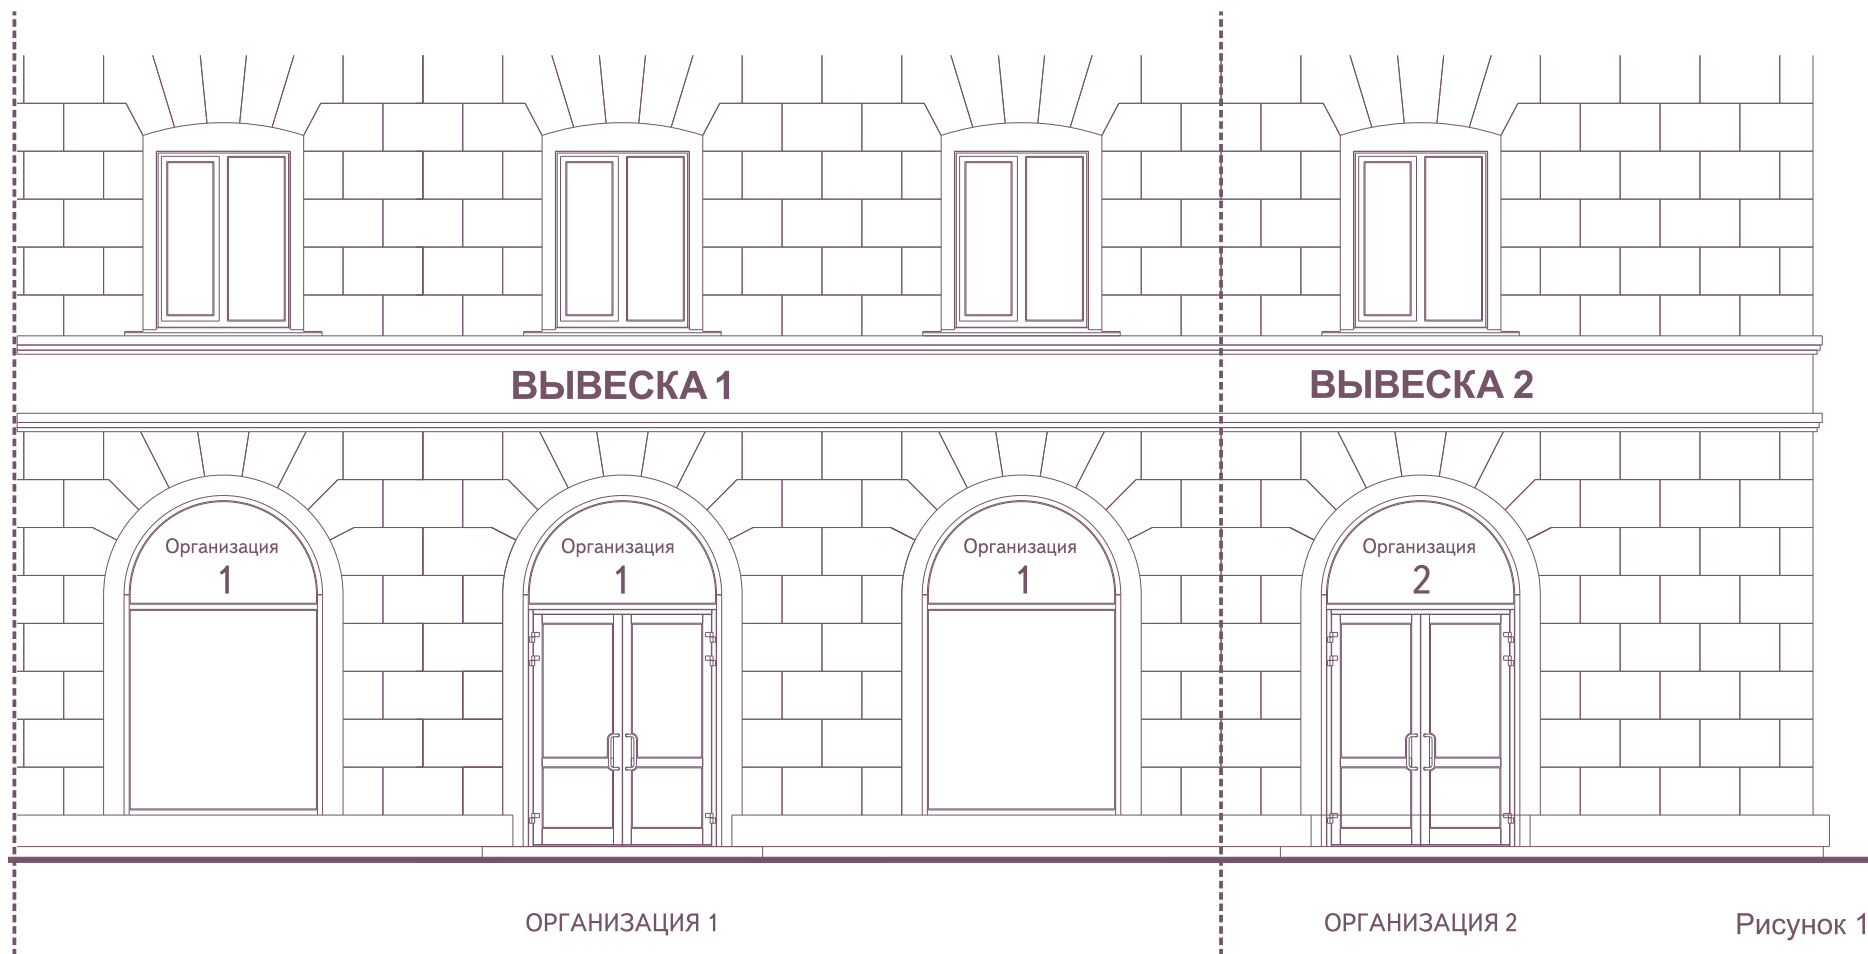 ВЫВЕСКА 1
ВЫВЕСКА 2
Организация
1
Организация
1
Организация
1
Организация
2
ОРГАНИЗАЦИЯ 1
ОРГАНИЗАЦИЯ 2
Рисунок 1